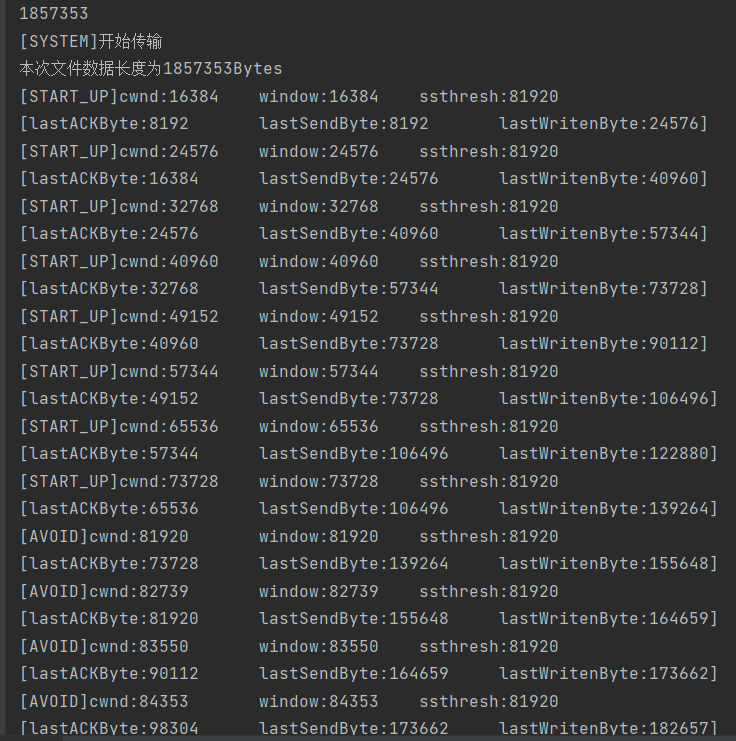 1857353
[SYSTEM]开始传输
本次文件数据长度为1857353Bytes
[START_UP]cwnd:16384    window:16384    ssthresh:81920
[lastACKByte:8192       lastSendByte:8192       lastWritenByte:24576]
[START_UP]cwnd:24576    window:24576    ssthresh:81920
[lastACKByte:16384      lastSendByte:24576      lastWritenByte:40960]
[START_UP]cwnd:32768    window:32768    ssthresh:81920
[lastACKByte:24576      lastSendByte:40960      lastWritenByte:57344]
[START_UP]cwnd:40960    window:40960    ssthresh:81920
[lastACKByte:32768      lastSendByte:57344      lastWritenByte:73728]
[START_UP]cwnd:49152    window:49152    ssthresh:81920
[lastACKByte:40960      lastSendByte:73728      lastWritenByte:90112]
[START_UP]cwnd:57344    window:57344    ssthresh:81920
[lastACKByte:49152      lastSendByte:73728      lastWritenByte:106496]
[START_UP]cwnd:65536    window:65536    ssthresh:81920
[lastACKByte:57344      lastSendByte:106496     lastWritenByte:122880]
[START_UP]cwnd:73728    window:73728    ssthresh:81920
[lastACKByte:65536      lastSendByte:106496     lastWritenByte:139264]
[AVOID]cwnd:81920       window:81920    ssthresh:81920
[lastACKByte:73728      lastSendByte:139264     lastWritenByte:155648]
[AVOID]cwnd:82739       window:82739    ssthresh:81920
[lastACKByte:81920      lastSendByte:155648     lastWritenByte:164659]
[AVOID]cwnd:83550       window:83550    ssthresh:81920
[lastACKByte:90112      lastSendByte:164659     lastWritenByte:173662]
[AVOID]cwnd:84353       window:84353    ssthresh:81920
[lastACKByte:98304      lastSendByte:173662     lastWritenByte:182657]